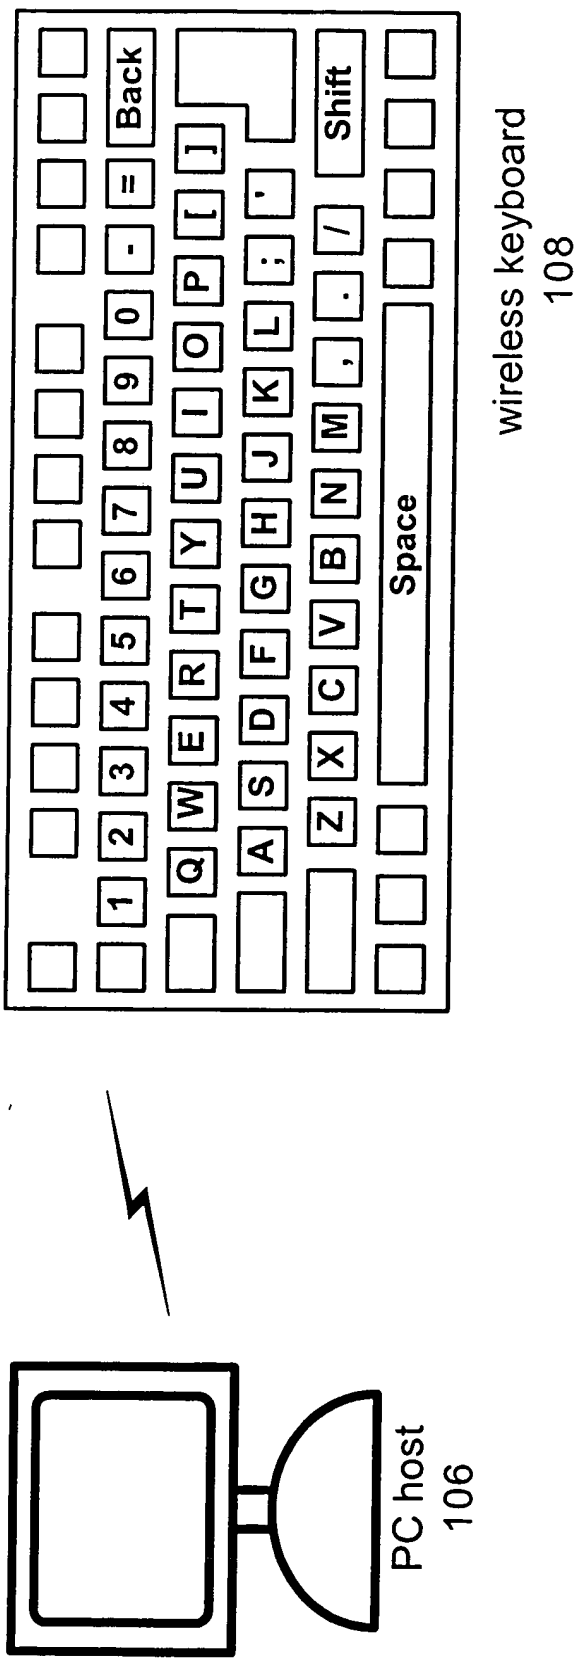 1 2 3 4 5 6 7 8 9 0 - = Back
Q W E R T Y U I O P [ ]
A S D F G H J K L ; '
Z X C V B N M , . / Shift
Space
PC host
106
wireless keyboard
108